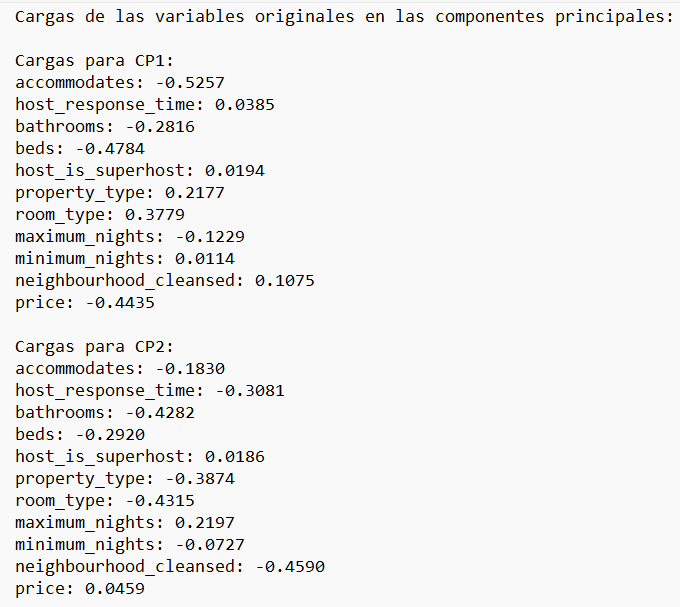 Cargas de las variables originales en las componentes principales:

Cargas para CP1:
accommodates: -0.5257
host_response_time: 0.0385
bathrooms: -0.2816
beds: -0.4784
host_is_superhost: 0.0194
property_type: 0.2177
room_type: 0.3779
maximum_nights: -0.1229
minimum_nights: 0.0114
neighbourhood_cleansed: 0.1075
price: -0.4435

Cargas para CP2:
accommodates: -0.1830
host_response_time: -0.3081
bathrooms: -0.4282
beds: -0.2920
host_is_superhost: 0.0186
property_type: -0.3874
room_type: -0.4315
maximum_nights: 0.2197
minimum_nights: -0.0727
neighbourhood_cleansed: -0.4590
price: 0.0459